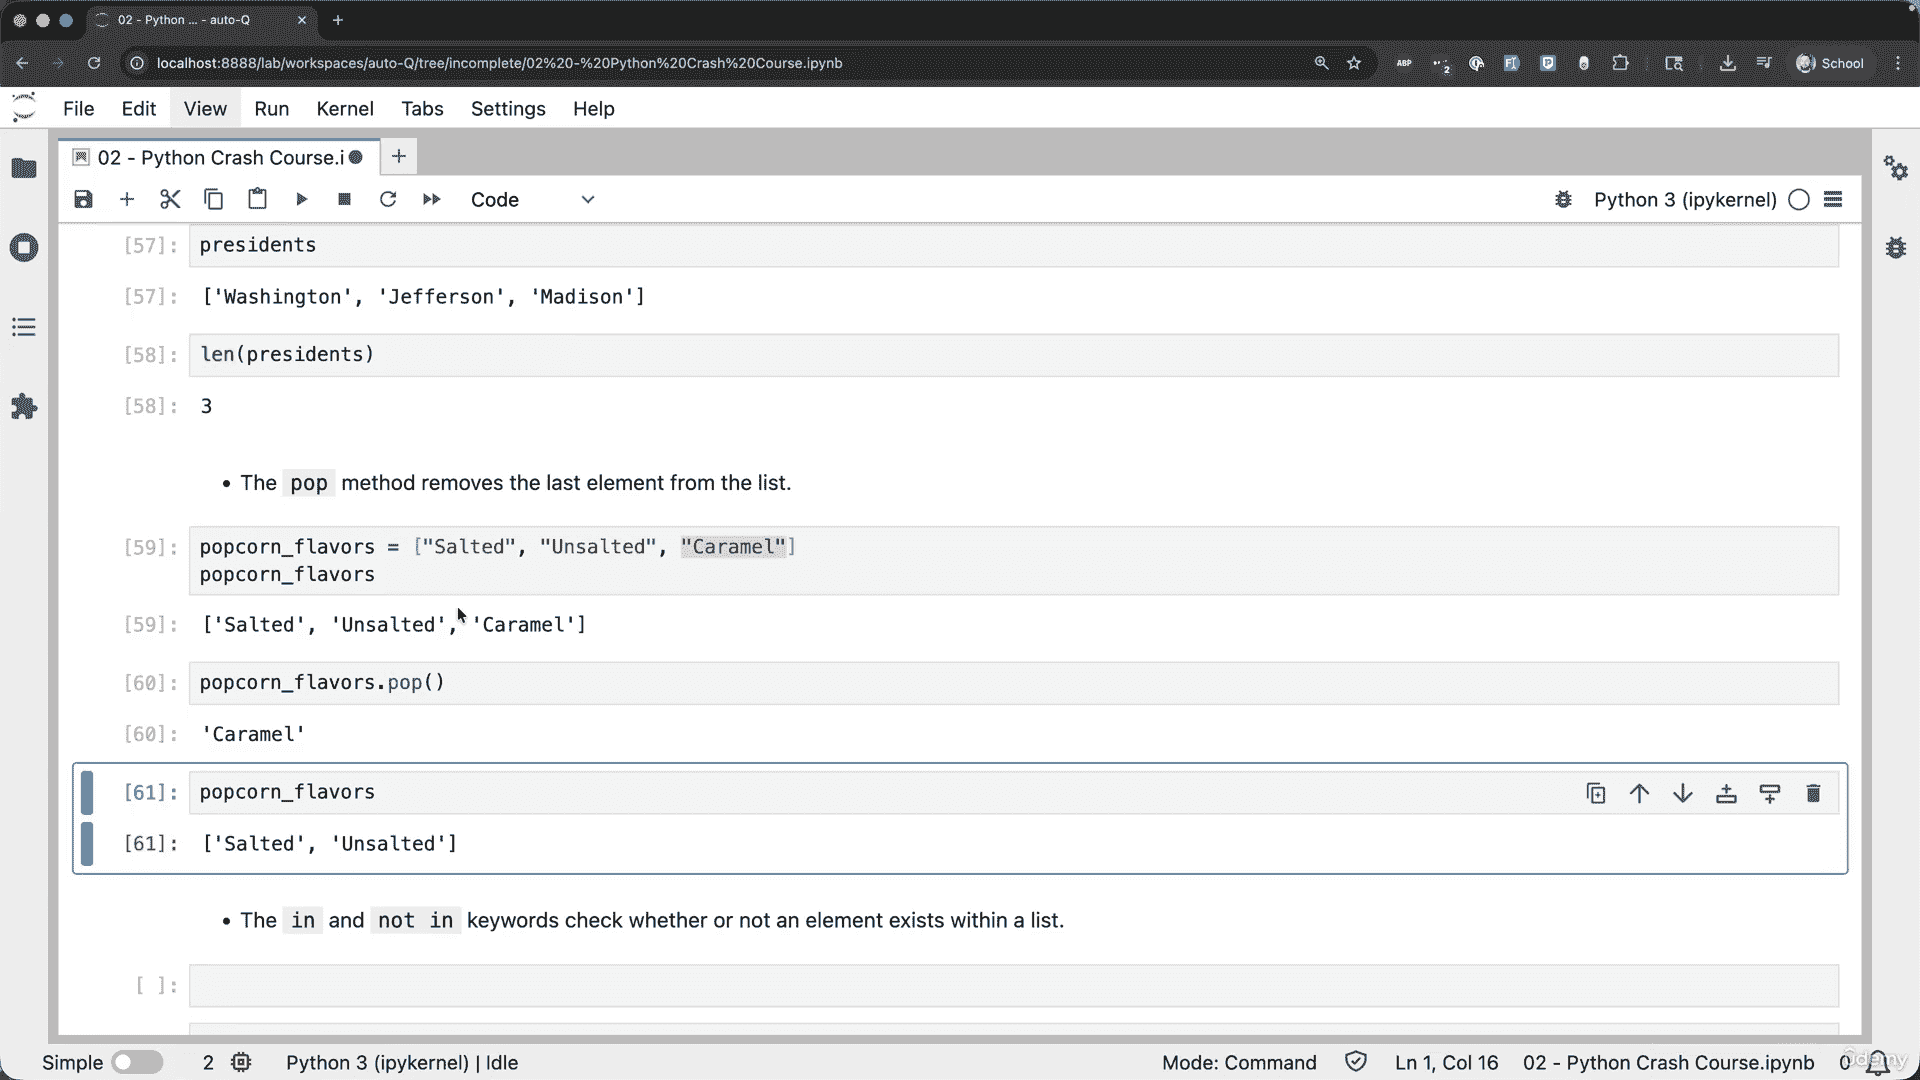 02 - Python ... - auto-Q
localhost:8888/lab/workspaces/auto-Q/tree/incomplete/02%20-%20Python%20Crash%20Course.ipynb
ABP
2
School
File Edit View Run Kernel Tabs Settings Help
02 - Python Crash Course.i
Code
Python 3 (ipykernel)
[57]: presidents
[57]: ['Washington', 'Jefferson', 'Madison']
[58]: len(presidents)
[58]: 3
• The pop method removes the last element from the list.
[59]: popcorn_flavors = ["Salted", "Unsalted", "Caramel"]
popcorn_flavors
[59]: ['Salted', 'Unsalted', 'Caramel']
[60]: popcorn_flavors.pop()
[60]: 'Caramel'
[61]: popcorn_flavors
[61]: ['Salted', 'Unsalted']
• The in and not in keywords check whether or not an element exists within a list.
[ ]:
Simple 2 Python 3 (ipykernel) | Idle Mode: Command Ln 1, Col 16 02 - Python Crash Course.ipynb 0
Udemy